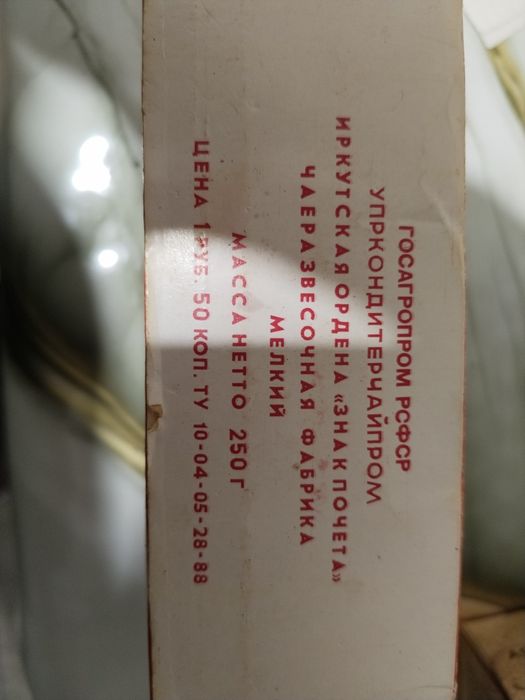 ГОСАГРОПРОМ РСФСР
УПРКОНДИТЕРЧАЙПРОМ
ИРКУТСКАЯ ОРДЕНА «ЗНАК ПОЧЕТА»
ЧАЕРАЗВЕСОЧНАЯ ФАБРИКА
МЕЛКИЙ
МАССА НЕТТО 250 Г
ЦЕНА 1 РУБ. 50 КОП. ТУ 10-04-05-28-88